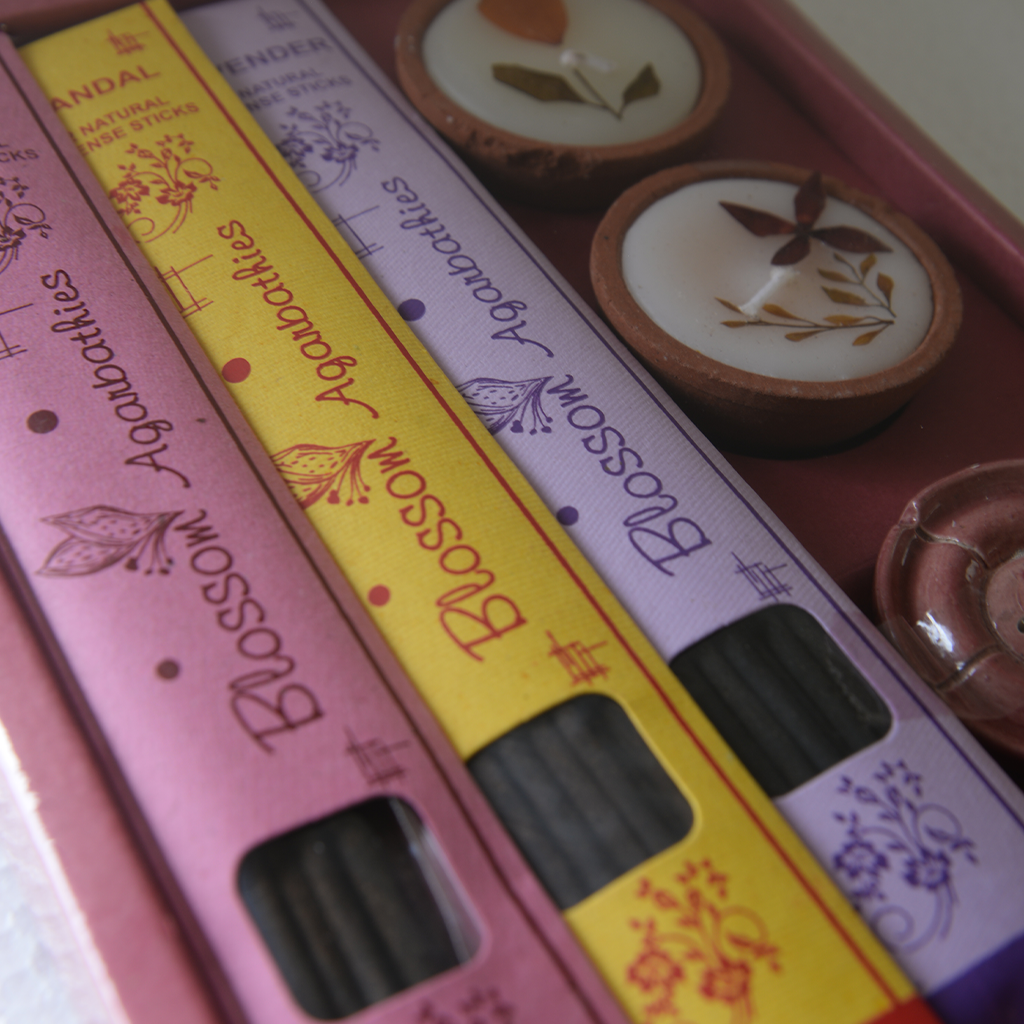 CKS
Blossom
Agarbathies
ANDAL
NATURAL
NSE STICKS
Blossom
Agarbathies
ENDER
NATURAL
NSE STICKS
Blossom
Agarbathies